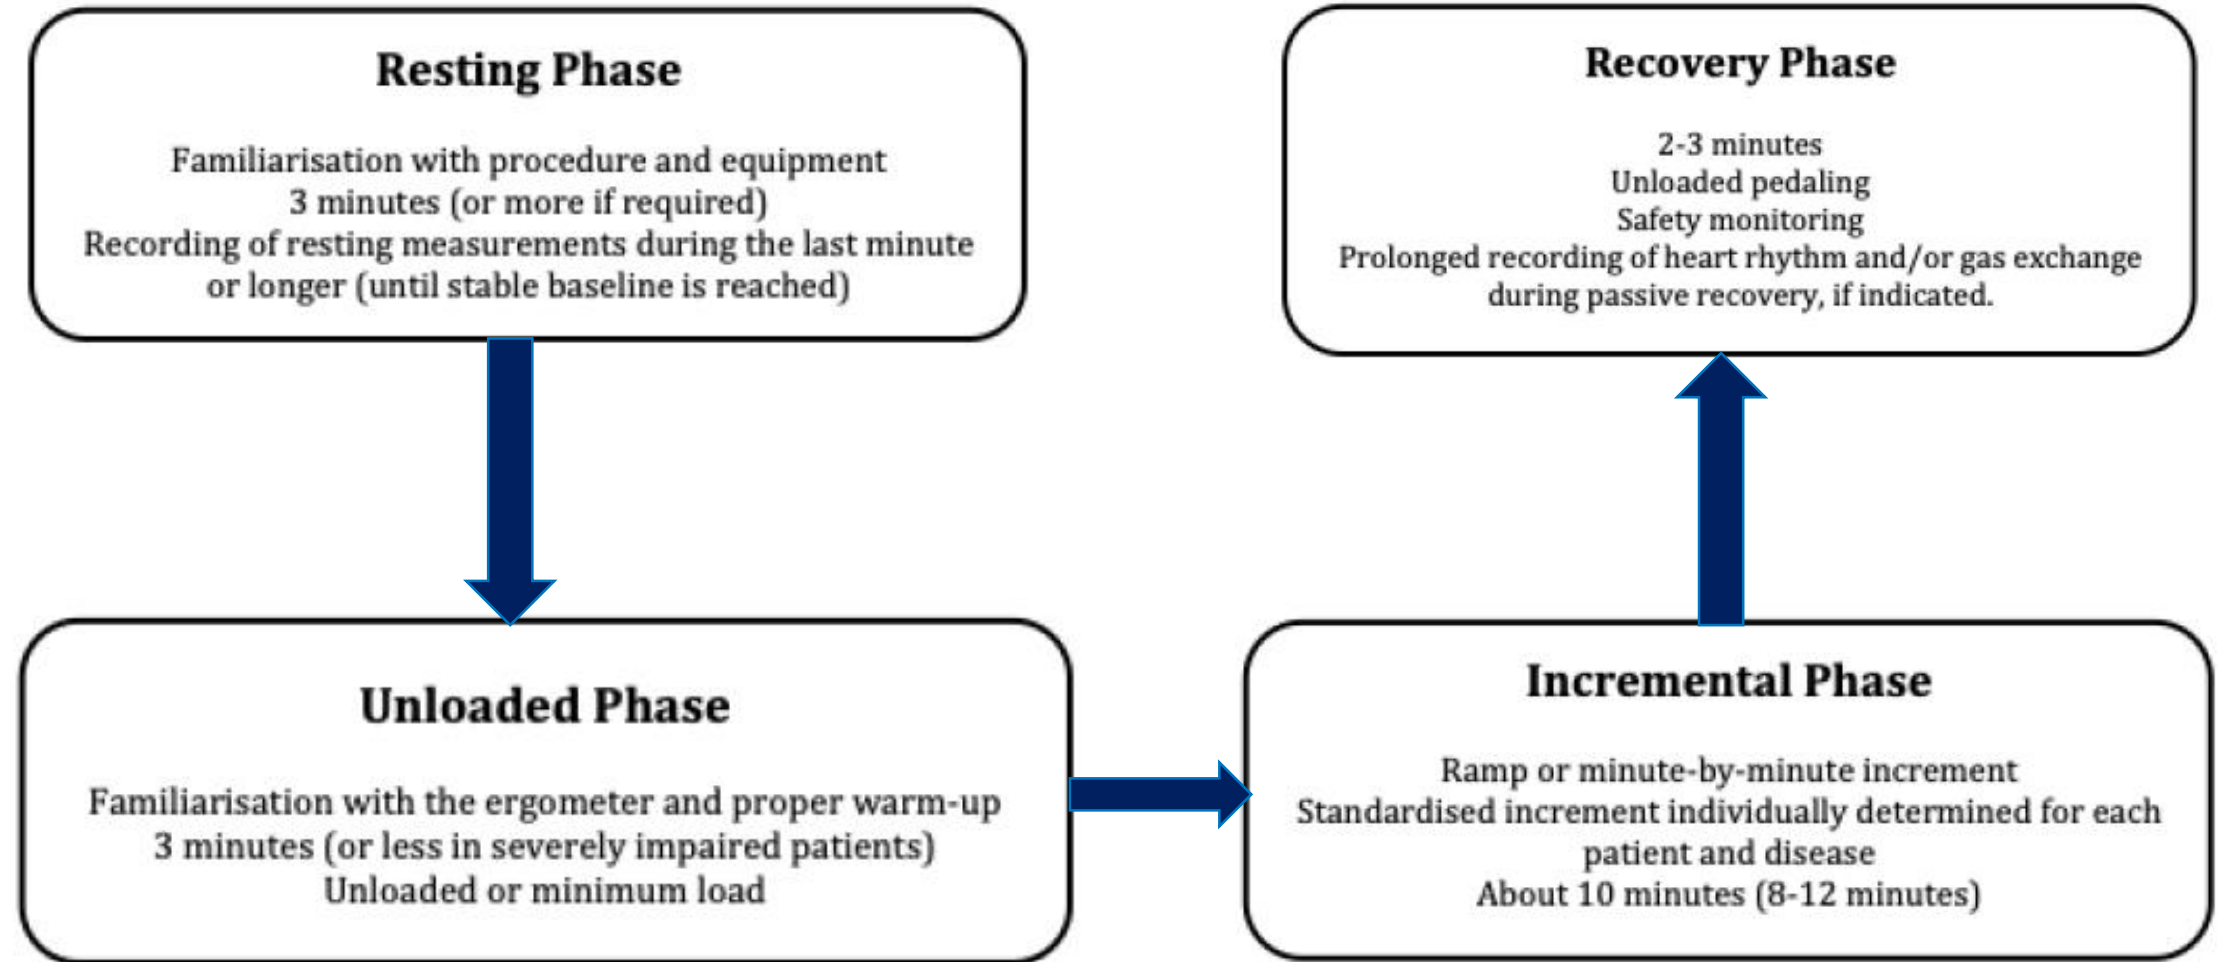 Resting Phase
Familiarisation with procedure and equipment
3 minutes (or more if required)
Recording of resting measurements during the last minute
or longer (until stable baseline is reached)
Unloaded Phase
Familiarisation with the ergometer and proper warm-up
3 minutes (or less in severely impaired patients)
Unloaded or minimum load
Incremental Phase
Ramp or minute-by-minute increment
Standardised increment individually determined for each
patient and disease
About 10 minutes (8-12 minutes)
Recovery Phase
2-3 minutes
Unloaded pedaling
Safety monitoring
Prolonged recording of heart rhythm and/or gas exchange
during passive recovery, if indicated.